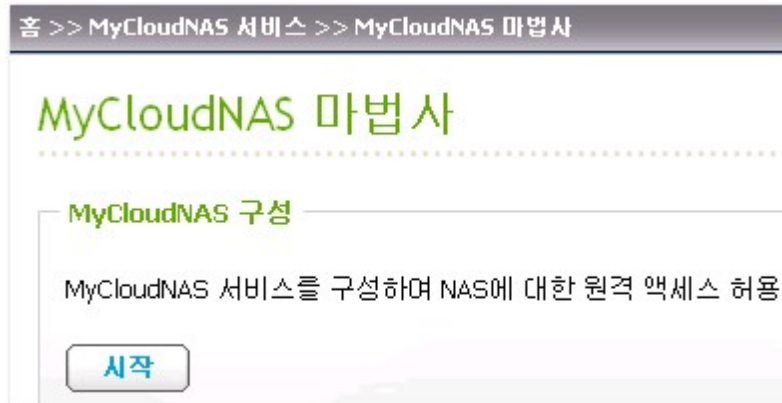 홈 >> MyCloudNAS 서비스 >> MyCloudNAS 마법사
MyCloudNAS 마법사
MyCloudNAS 구성
MyCloudNAS 서비스를 구성하며 NAS에 대한 원격 액세스 허용
시작